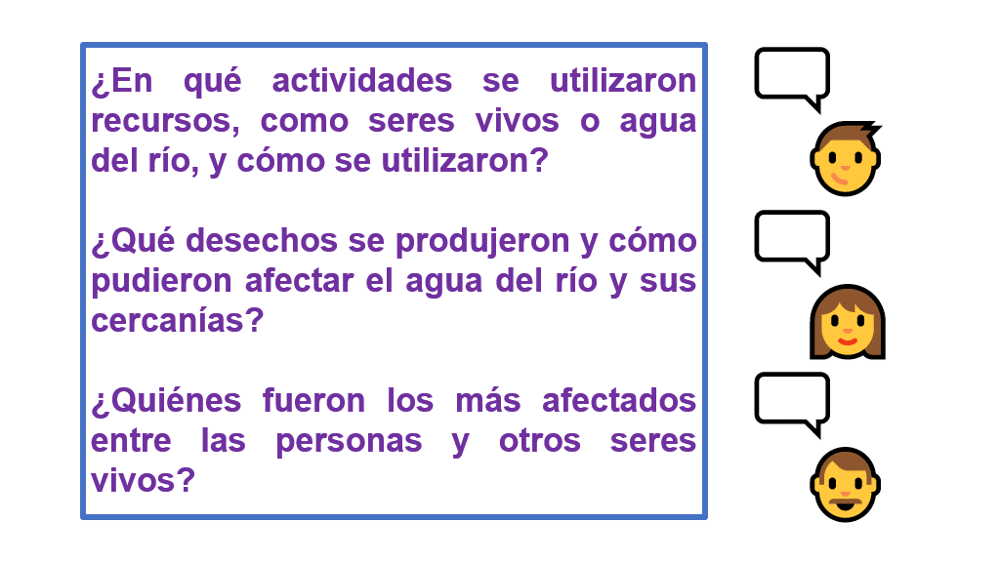 ¿En qué actividades se utilizaron
recursos, como seres vivos o agua
del río, y cómo se utilizaron?
¿Qué desechos se produjeron y cómo
pudieron afectar el agua del río y sus
cercanías?
¿Quiénes fueron los más afectados
entre las personas y otros seres
vivos?